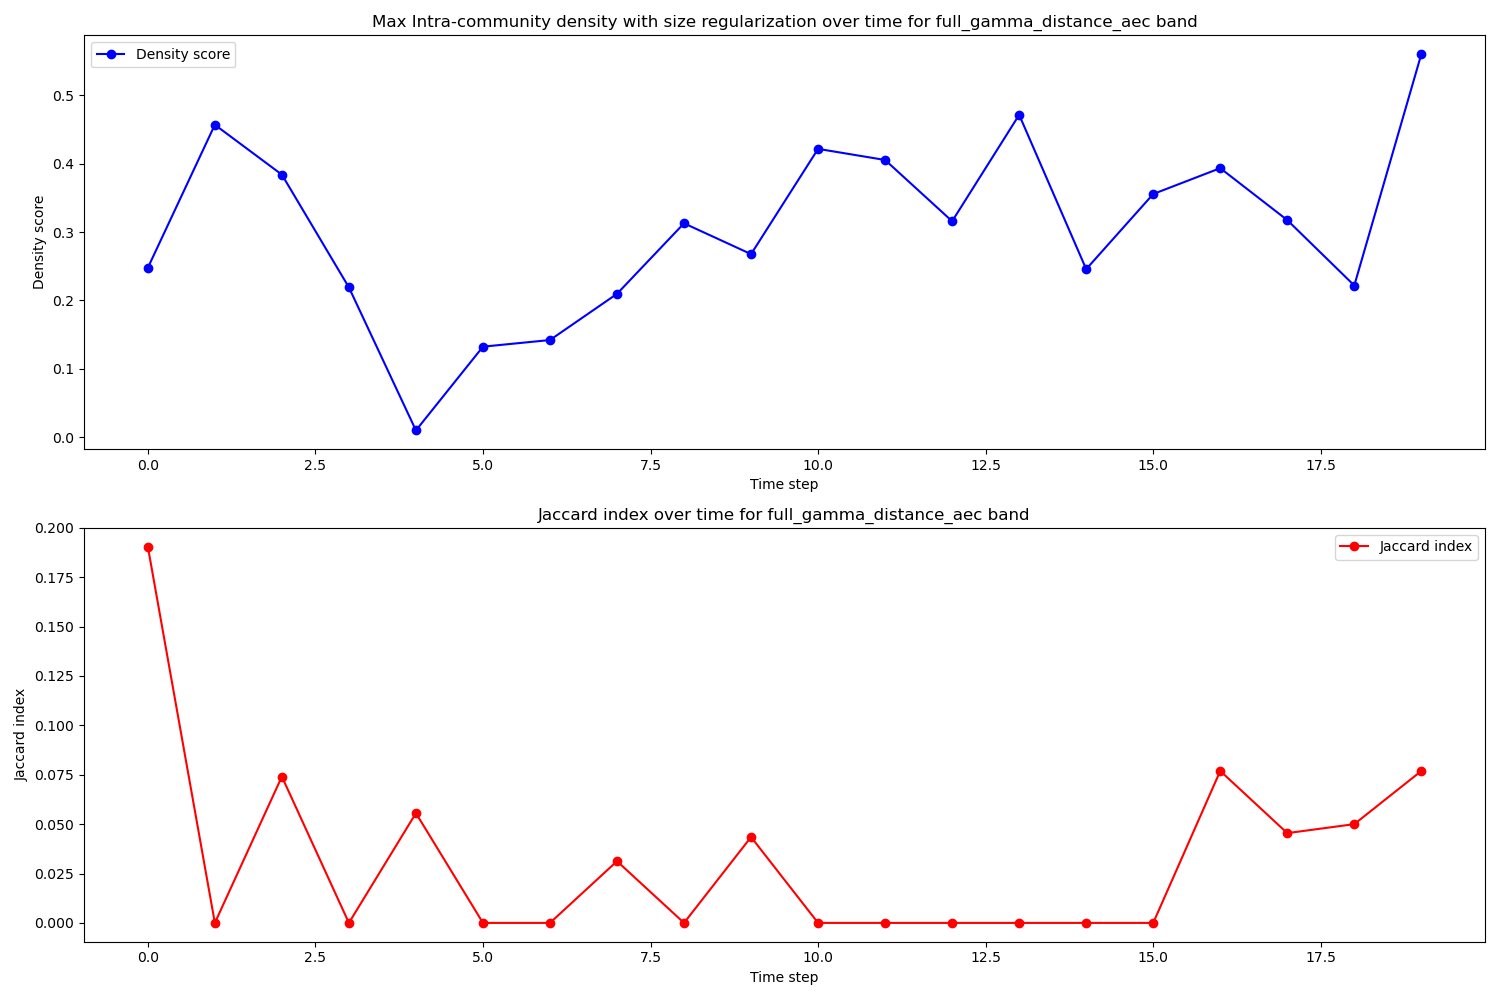 Max Intra-community density with size regularization over time for full_gamma_distance_aec band
Density score
Density score
0.5
0.4
0.3
0.2
0.1
0.0
0.0 2.5 5.0 7.5 10.0 12.5 15.0 17.5
Time step
Jaccard index over time for full_gamma_distance_aec band
Jaccard index
Jaccard index
0.200
0.175
0.150
0.125
0.100
0.075
0.050
0.025
0.000
0.0 2.5 5.0 7.5 10.0 12.5 15.0 17.5
Time step